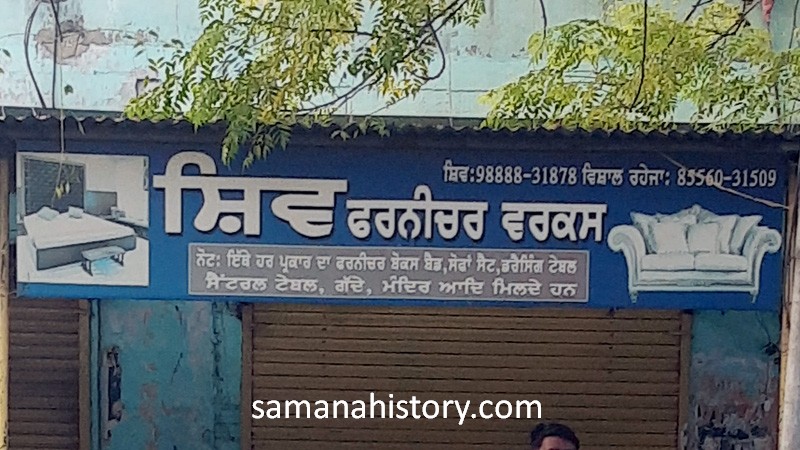 ਸ਼ਿਵ:98888-31878 ਵਿਸ਼ਾਲ ਰਹੇਜਾ: 85560-31509
ਸ਼ਿਵ ਫਰਨੀਚਰ ਵਰਕਸ
ਨੋਟ: ਇੱਥੇ ਹਰ ਪ੍ਰਕਾਰ ਦਾ ਫਰਨੀਚਰ ਬੋਕਸ ਬੈਡ,ਸੋਫਾਂ ਸੈਟ,ਡਰੈਸਿੰਗ ਟੇਬਲ
ਸੈਂਟਰਲ ਟੇਬਲ, ਗੱਦੇ, ਮੰਦਿਰ ਆਦਿ ਮਿਲਦੇ ਹਨ
samanahistory.com